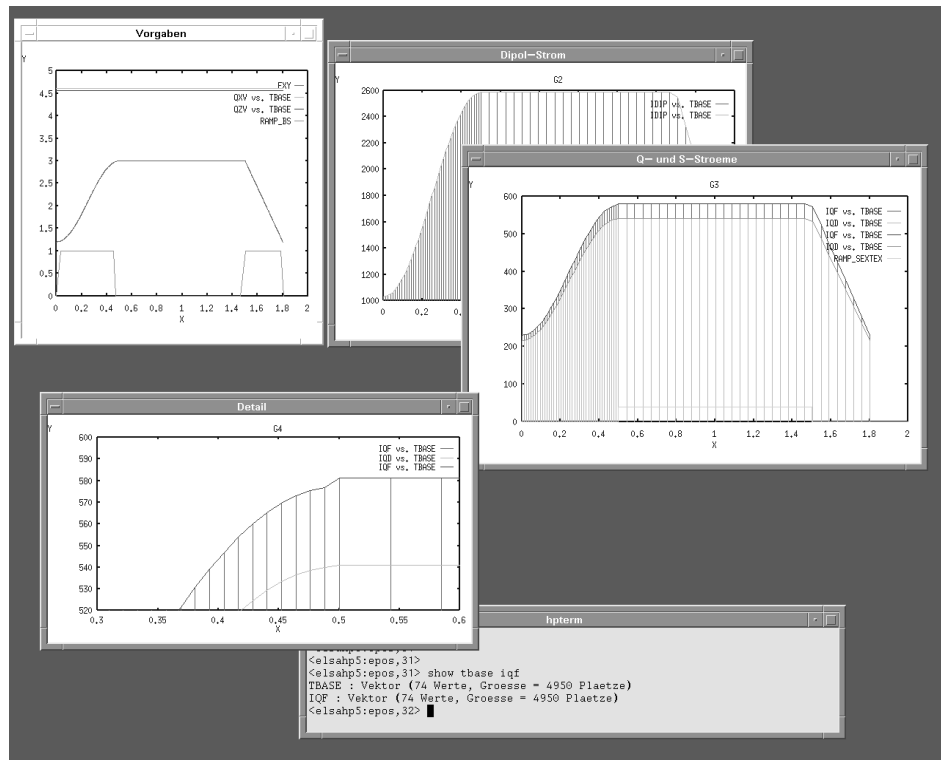 Vorgaben
Y
EXY
QXY vs. TBASE
QZY vs. TBASE
RAMP_BS
5
4.5
4
3.5
3
2.5
2
1.5
1
0.5
0
0 0.2 0.4 0.6 0.8 1 1.2 1.4 1.6 1.8 2
X
Dipol-Strom
Y
G2
IDIP vs. TBASE
IDIP vs. TBASE
2600
2400
2200
2000
1800
1600
1400
1200
1000
0 0.2
Q- und S-Stroeme
Y
G3
IQF vs. TBASE
IQD vs. TBASE
IQF vs. TBASE
IQD vs. TBASE
RAMP_SEXTEX
600
500
400
300
200
100
0
0 0.2 0.4 0.6 0.8 1 1.2 1.4 1.6 1.8 2
X
Detail
Y
G4
IQF vs. TBASE
IQD vs. TBASE
IQF vs. TBASE
600
590
580
570
560
550
540
530
520
0.3 0.35 0.4 0.45 0.5 0.55 0.6
X
hpterm
<elsahp5:epos,31>
<elsahp5:epos,31> show tbase iqf
TBASE : Vektor (74 Werte, Groesse = 4950 Plaetze)
IQF : Vektor (74 Werte, Groesse = 4950 Plaetze)
<elsahp5:epos,32>